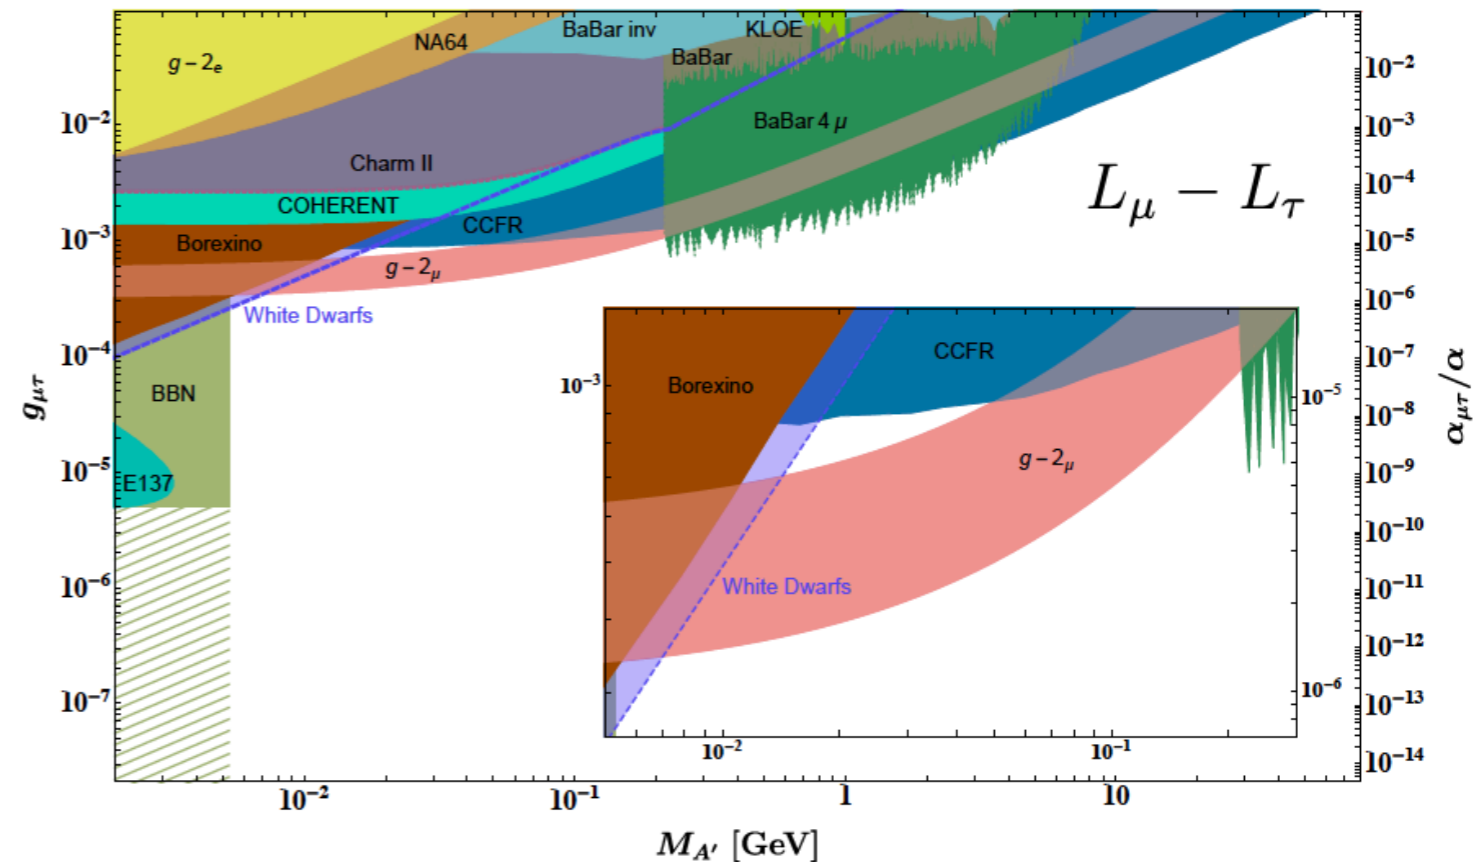 g − 2ₑ
NA64
BaBar inv
KLOE
BaBar
BaBar 4 μ
Charm II
COHERENT
Borexino
CCFR
g − 2_μ
White Dwarfs
BBN
E137
L_μ − L_τ
10⁻²
10⁻³
10⁻⁴
10⁻⁵
10⁻⁶
10⁻⁷
g_μτ
10⁻²
10⁻³
10⁻⁴
10⁻⁵
10⁻⁶
10⁻⁷
10⁻⁸
10⁻⁹
10⁻¹⁰
10⁻¹¹
10⁻¹²
10⁻¹³
10⁻¹⁴
α_μτ/α
Borexino
CCFR
g − 2_μ
White Dwarfs
10⁻³
10⁻⁵
10⁻⁶
10⁻² 10⁻¹
10⁻² 10⁻¹ 1 10
M_A′ [GeV]